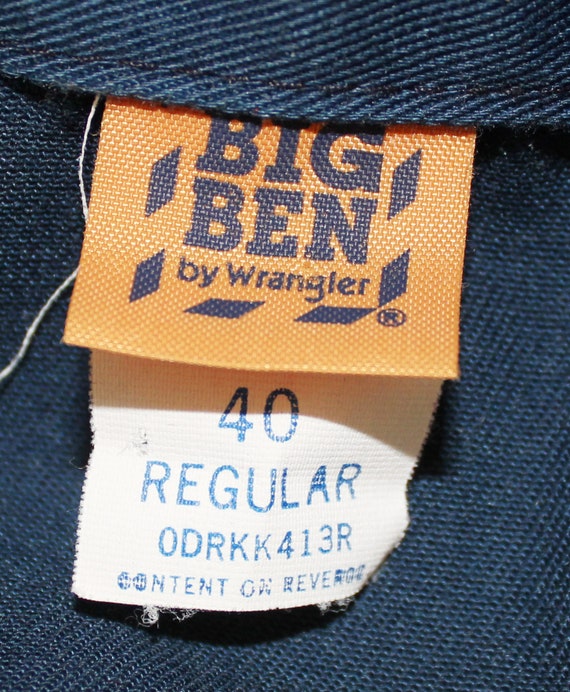 BIG
BEN
by Wrangler
®
40
REGULAR
ODRKK413R
CONTENT ON REVERSE